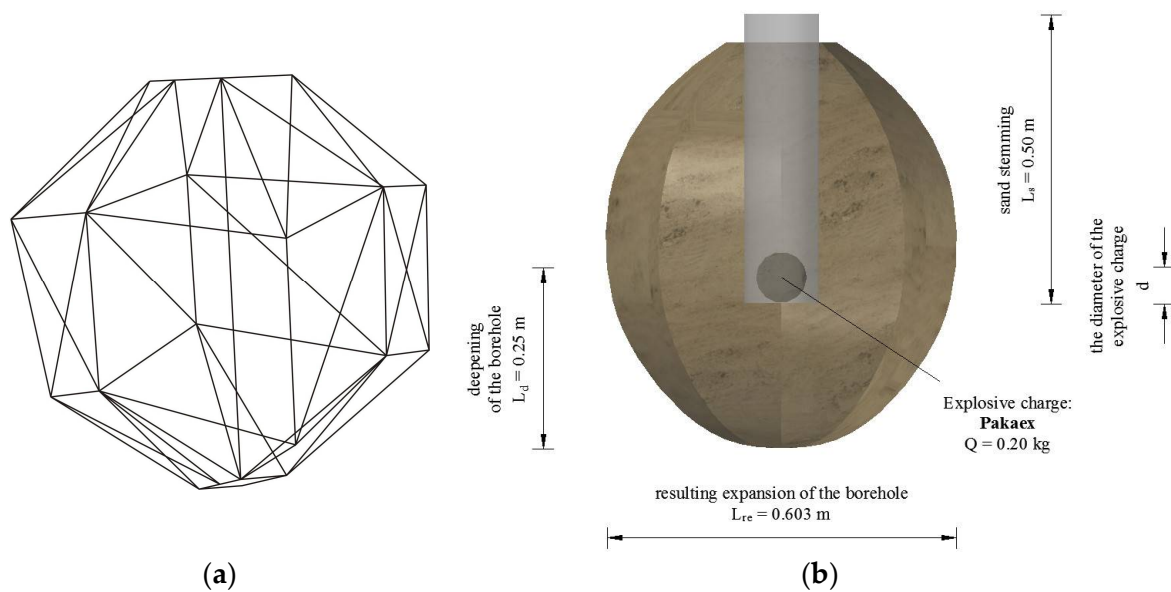 deepening
of the borehole
L_d = 0.25 m
sand stemming
L_s = 0.50 m
the diameter of the
explosive charge
d
Explosive charge:
Pakaex
Q = 0.20 kg
resulting expansion of the borehole
L_re = 0.603 m
(a)
(b)